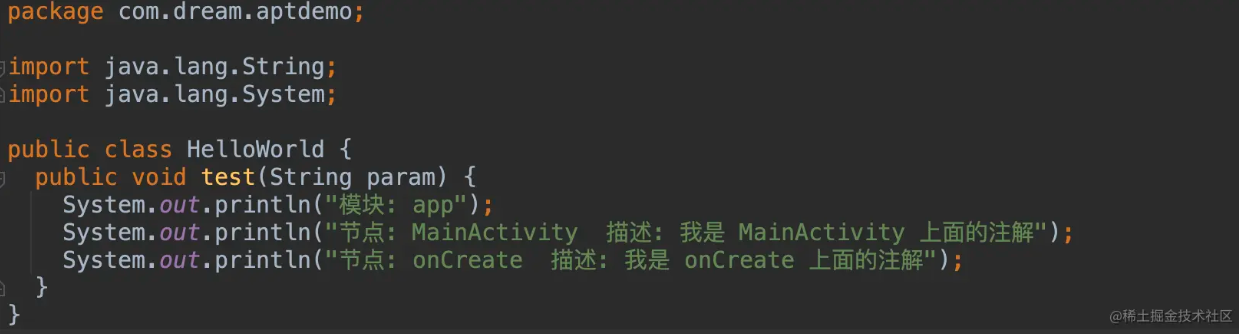 package com.dream.aptdemo;
import java.lang.String;
import java.lang.System;
public class HelloWorld {
  public void test(String param) {
    System.out.println("模块: app");
    System.out.println("节点: MainActivity  描述: 我是 MainActivity 上面的注解");
    System.out.println("节点: onCreate  描述: 我是 onCreate 上面的注解");
  }
}
@稀土掘金技术社区